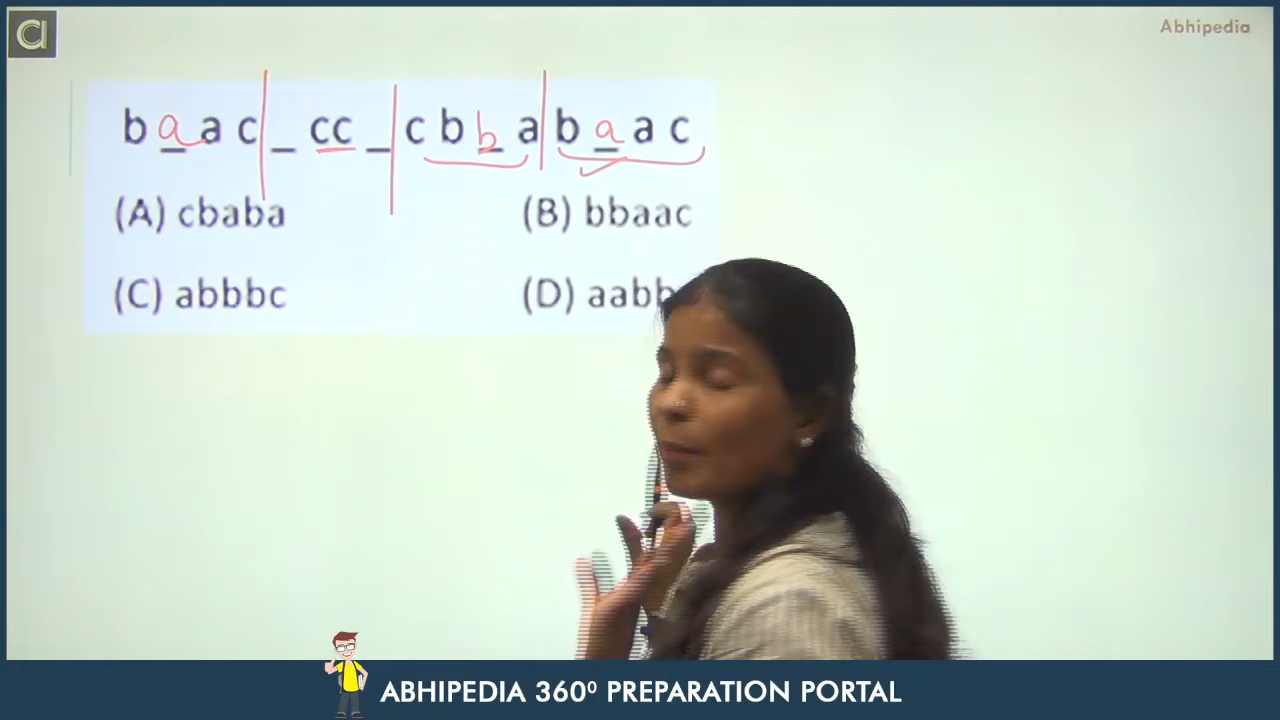 Abhipedia
b a a c _ cc _ c b b a b a a c
(A) cbaba
(B) bbaac
(C) abbbc
(D) aabb
ABHIPEDIA 360⁰ PREPARATION PORTAL